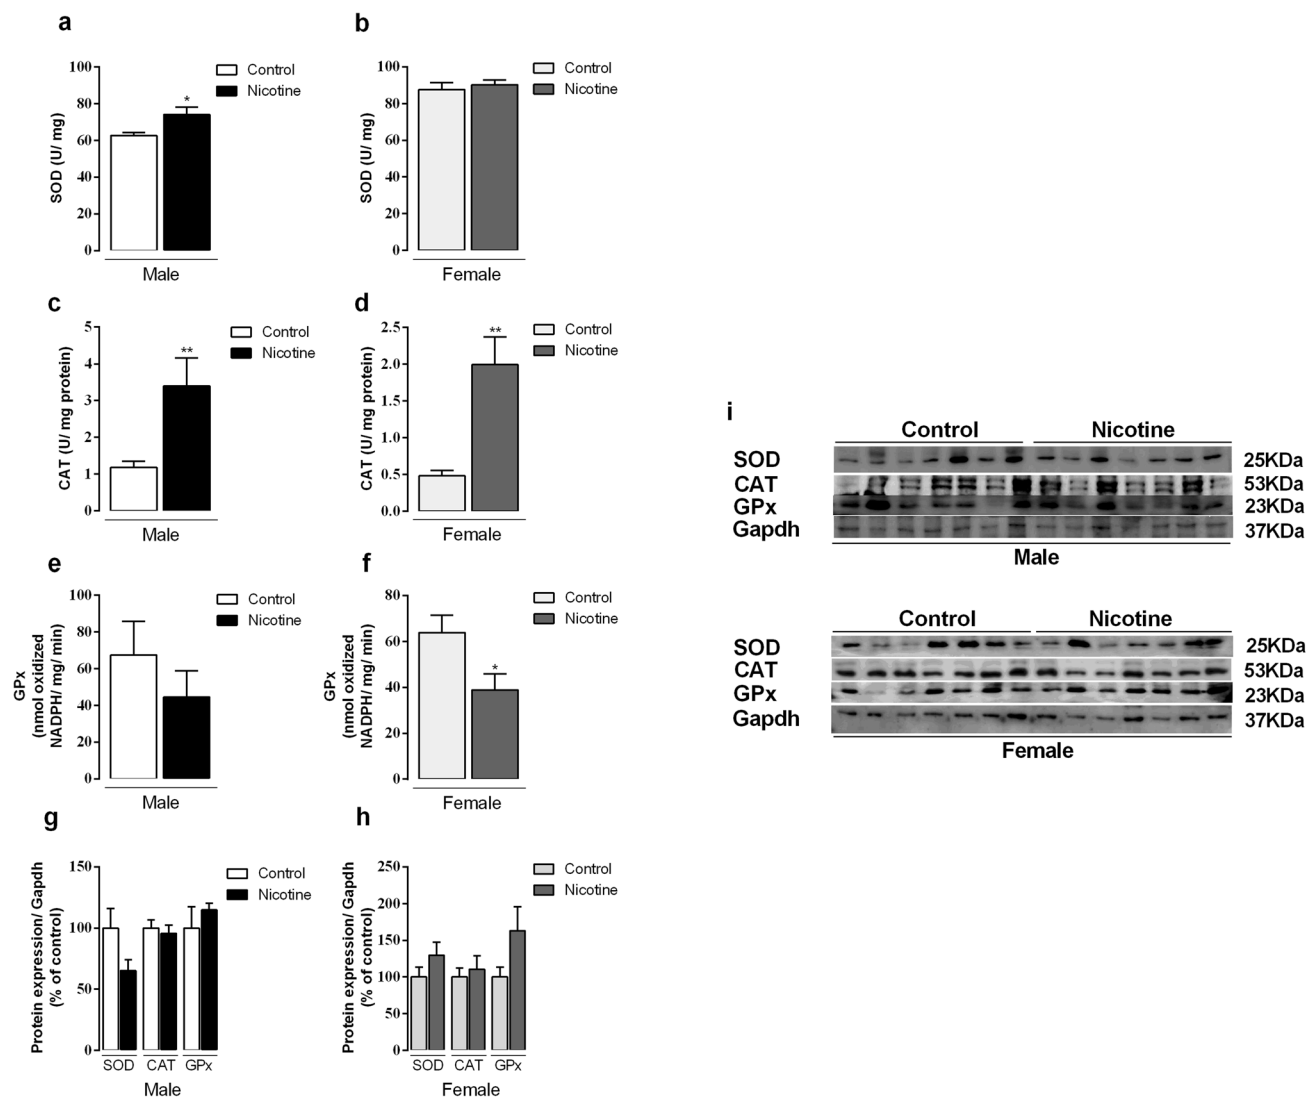 a
SOD (U/ mg)
100
80
60
40
20
0
*
Control
Nicotine
Male
b
SOD (U/ mg)
100
80
60
40
20
0
Control
Nicotine
Female
c
CAT (U/ mg protein)
5
4
3
2
1
0
**
Control
Nicotine
Male
d
CAT (U/ mg protein)
2.5
2.0
1.5
1.0
0.5
0.0
**
Control
Nicotine
Female
e
GPx
(nmol oxidized
NADPH/ mg/ min)
100
80
60
40
20
0
Control
Nicotine
Male
f
GPx
(nmol oxidized
NADPH/ mg/ min)
80
60
40
20
0
*
Control
Nicotine
Female
g
Protein expression/ Gapdh
(% of control)
150
100
50
0
Control
Nicotine
SOD CAT GPx
Male
h
Protein expression/ Gapdh
(% of control)
250
200
150
100
50
0
Control
Nicotine
SOD CAT GPx
Female
i
Control Nicotine
SOD 25KDa
CAT 53KDa
GPx 23KDa
Gapdh 37KDa
Male
Control Nicotine
SOD 25KDa
CAT 53KDa
GPx 23KDa
Gapdh 37KDa
Female